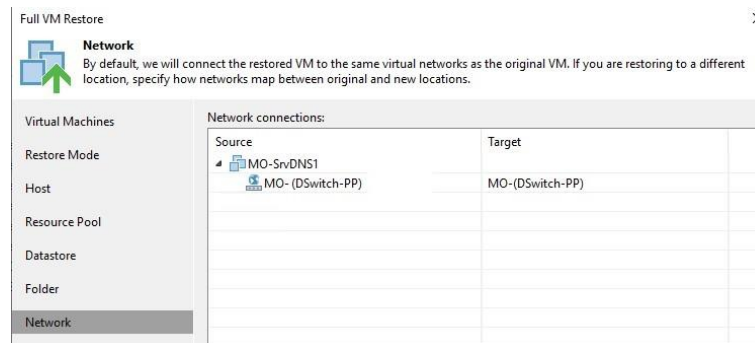 Full VM Restore
Network
By default, we will connect the restored VM to the same virtual networks as the original VM. If you are restoring to a different
location, specify how networks map between original and new locations.
Virtual Machines
Restore Mode
Host
Resource Pool
Datastore
Folder
Network
Network connections:
Source Target
MO-SrvDNS1
MO- (DSwitch-PP) MO-(DSwitch-PP)